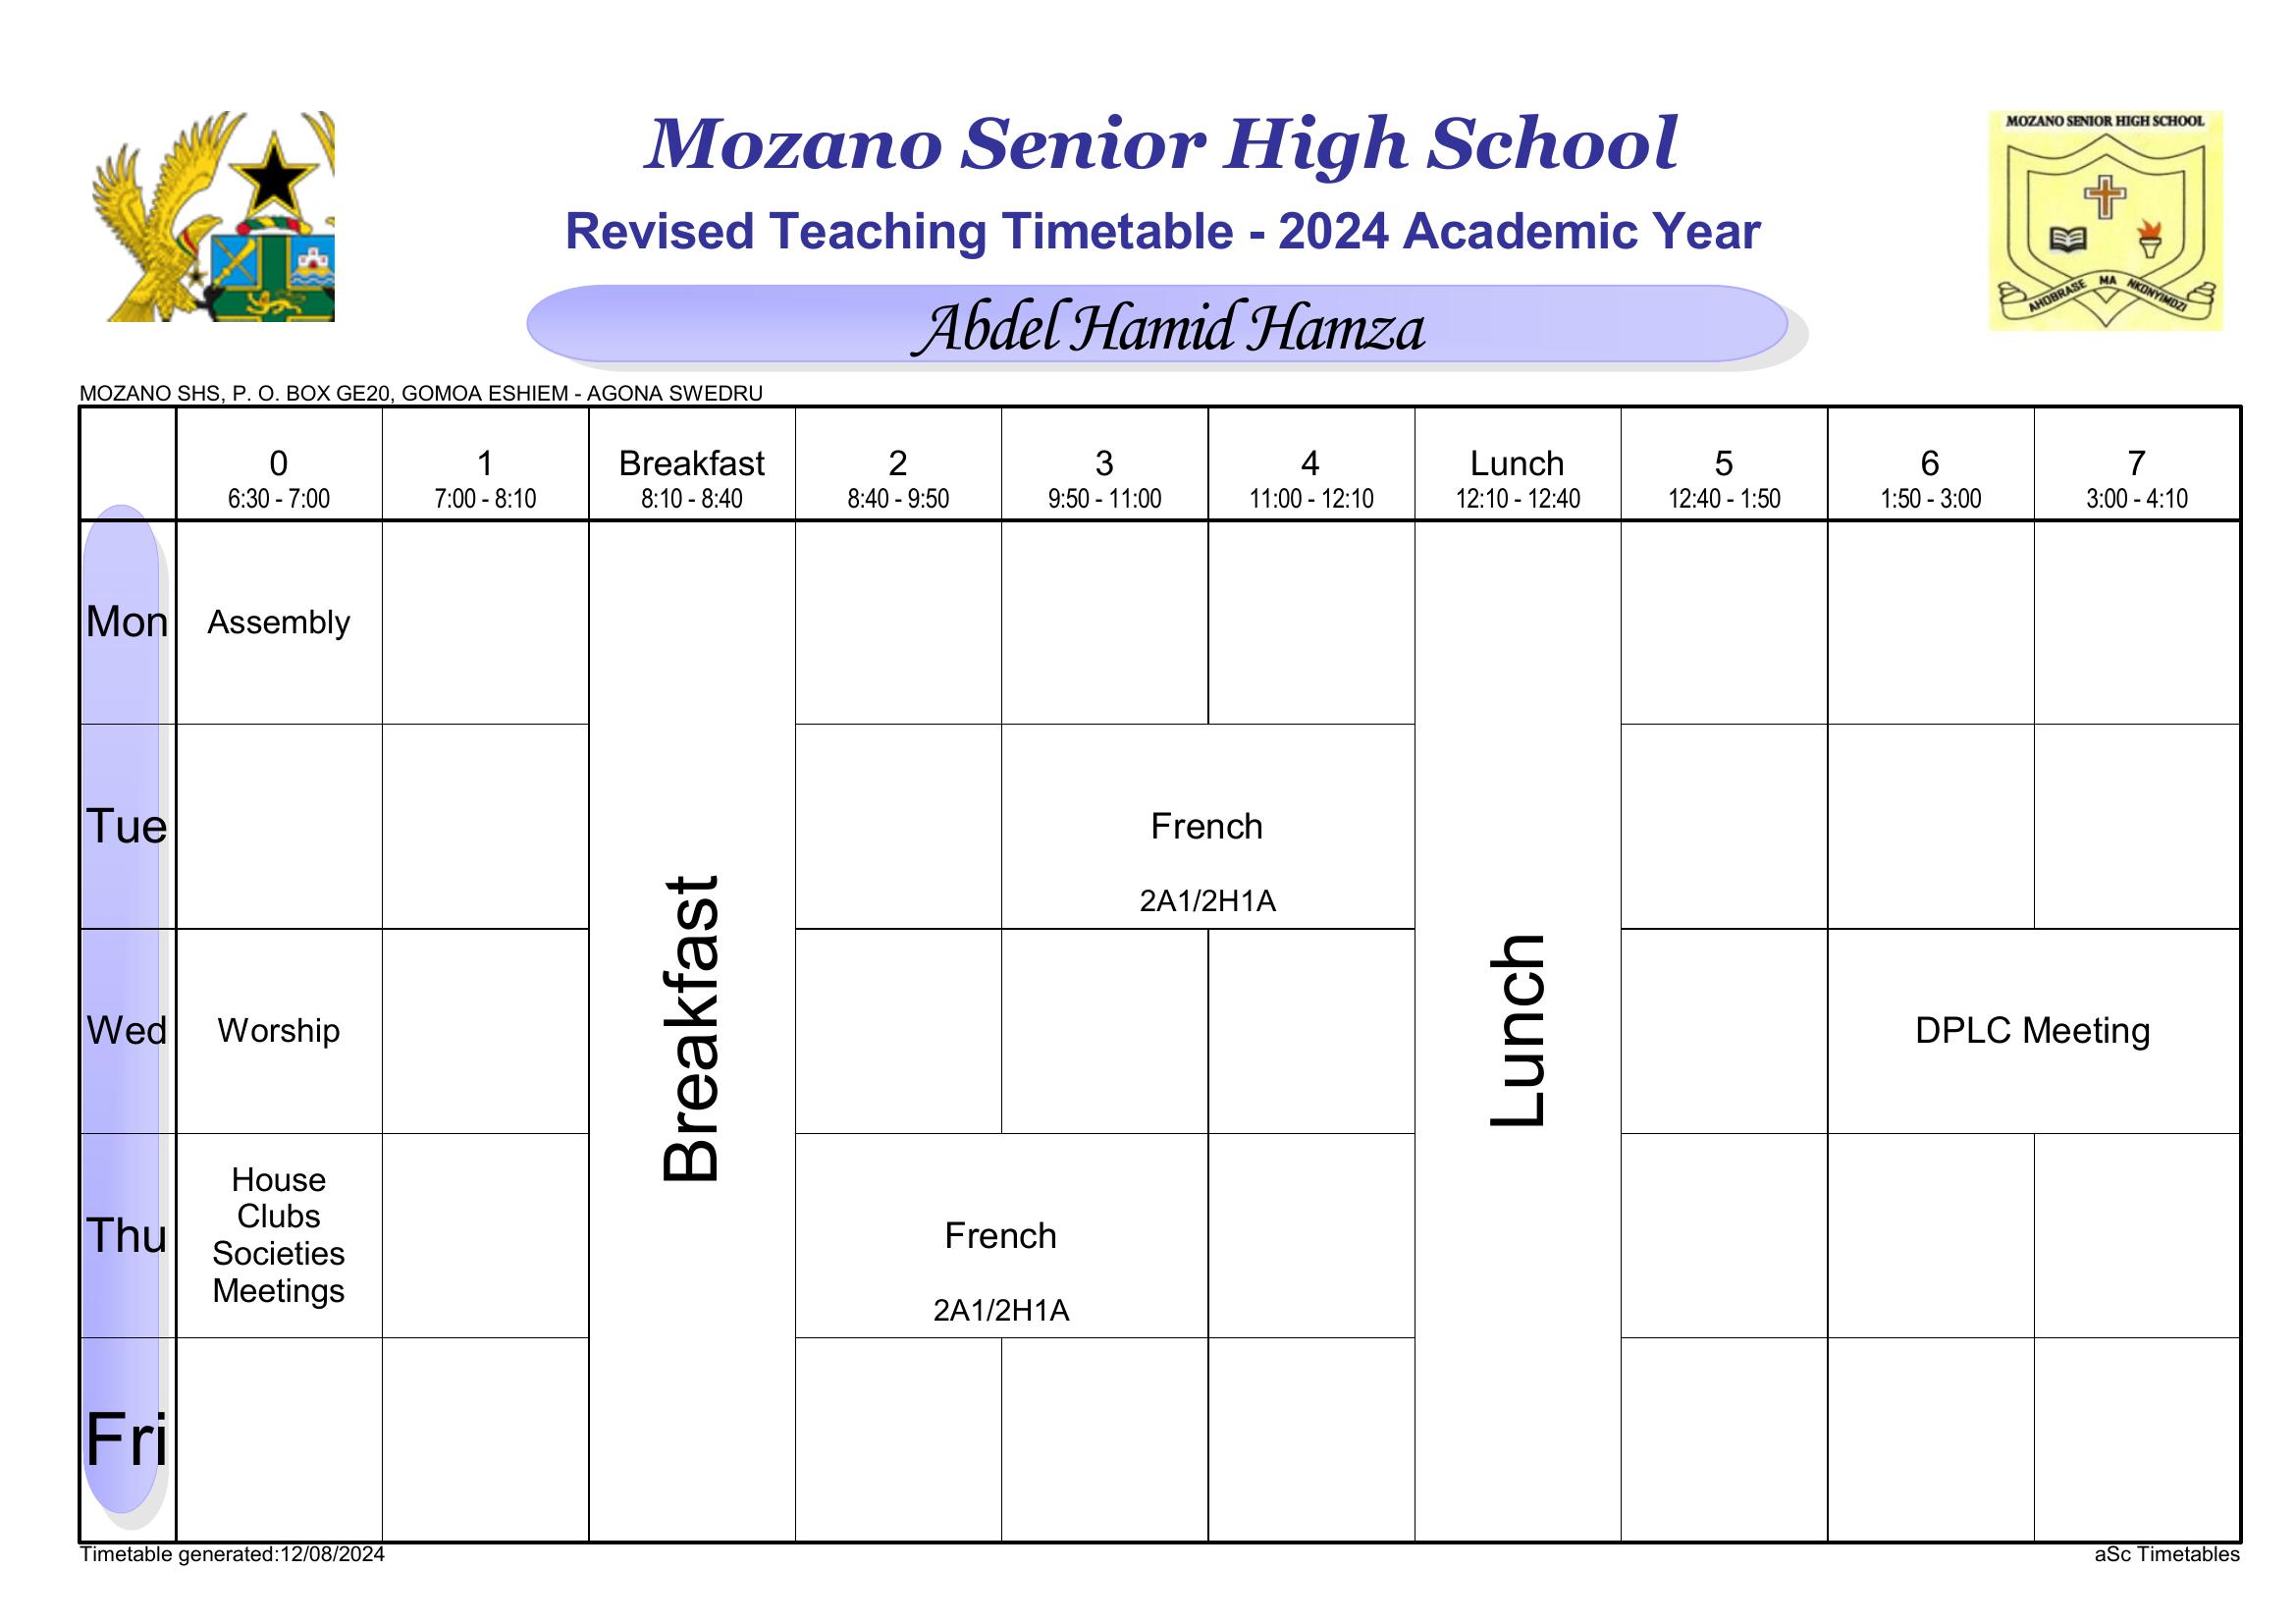 Mozano Senior High School
Revised Teaching Timetable - 2024 Academic Year
Abdel Hamid Hamza
MOZANO SENIOR HIGH SCHOOL
AHOBRASE MA NKONYIMDZI
MOZANO SHS, P. O. BOX GE20, GOMOA ESHIEM - AGONA SWEDRU
0 1 Breakfast 2 3 4 Lunch 5 6 7
6:30 - 7:00 7:00 - 8:10 8:10 - 8:40 8:40 - 9:50 9:50 - 11:00 11:00 - 12:10 12:10 - 12:40 12:40 - 1:50 1:50 - 3:00 3:00 - 4:10
Mon Assembly
Tue French
2A1/2H1A
Breakfast
Lunch
Wed Worship DPLC Meeting
Thu
House
Clubs
Societies
Meetings
French
2A1/2H1A
Fri
Timetable generated:12/08/2024
aSc Timetables